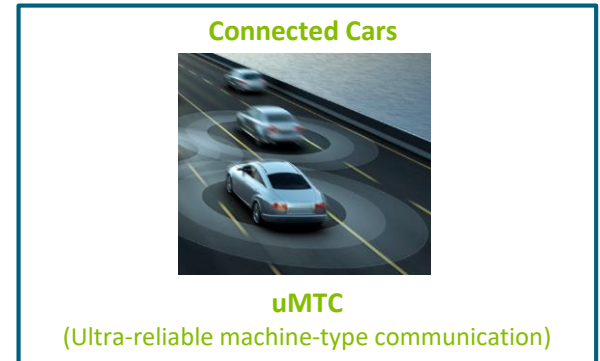 Connected Cars
uMTC
(Ultra-reliable machine-type communication)